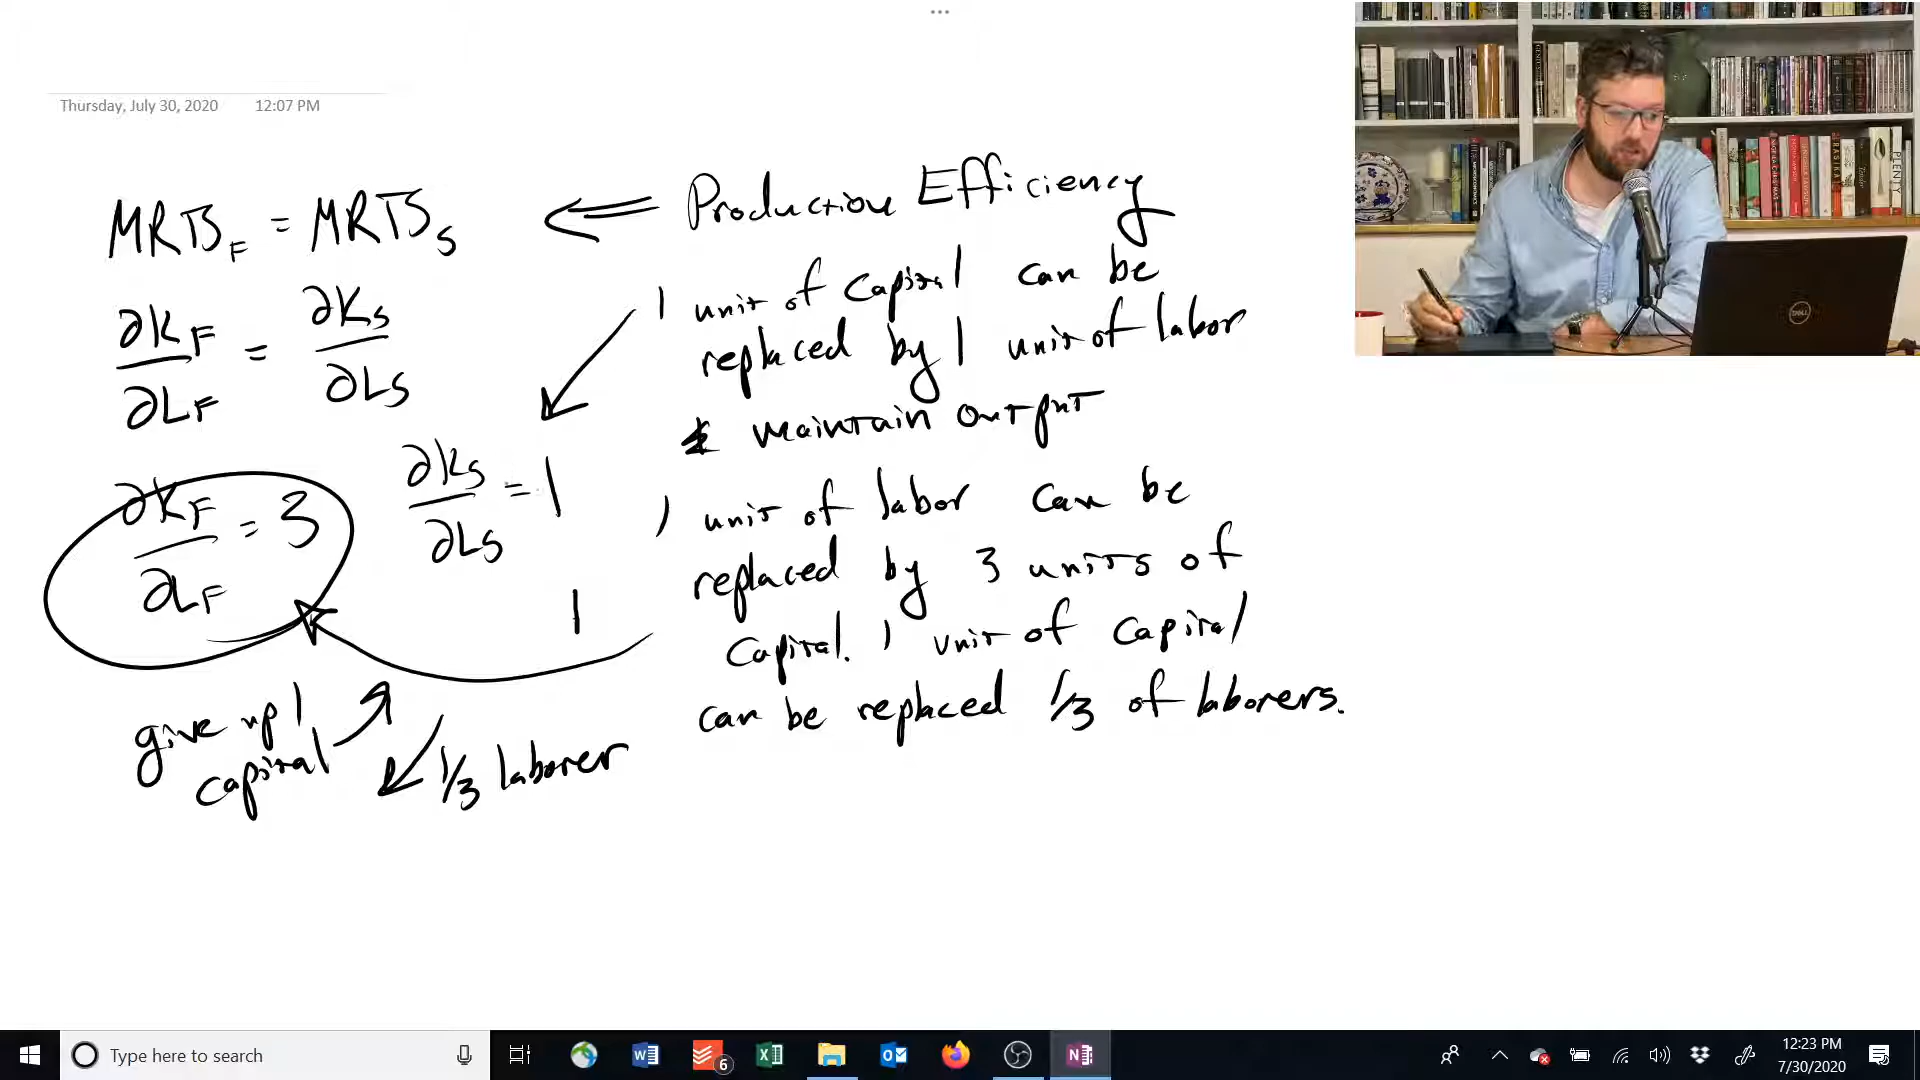 Thursday, July 30, 2020 12:07 PM
MRTS_F = MRTS_S
Production Efficiency
∂K_F/∂L_F = ∂K_S/∂L_S
1 unit of capital can be
replaced by 1 unit of labor
& maintain output
∂K_F/∂L_F = 3
∂K_S/∂L_S = 1
1 unit of labor can be
replaced by 3 units of
capital. 1 unit of capital
can be replaced 1/3 of laborers.
1
give up 1
capital
1/3 laborer
PLENTY
DELL
Type here to search
6
12:23 PM
7/30/2020